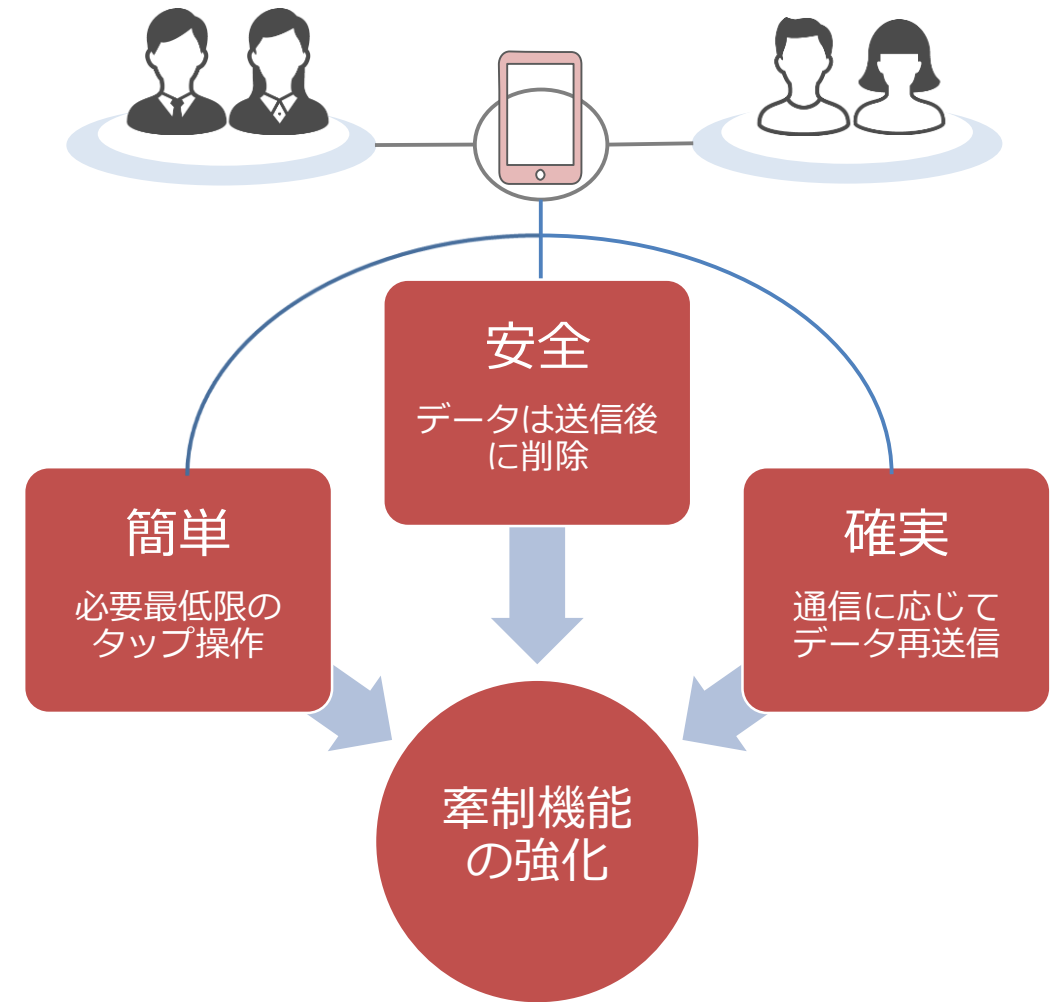 安全
データは送信後
に削除
簡単
必要最低限の
タップ操作
確実
通信に応じて
データ再送信
牽制機能
の強化